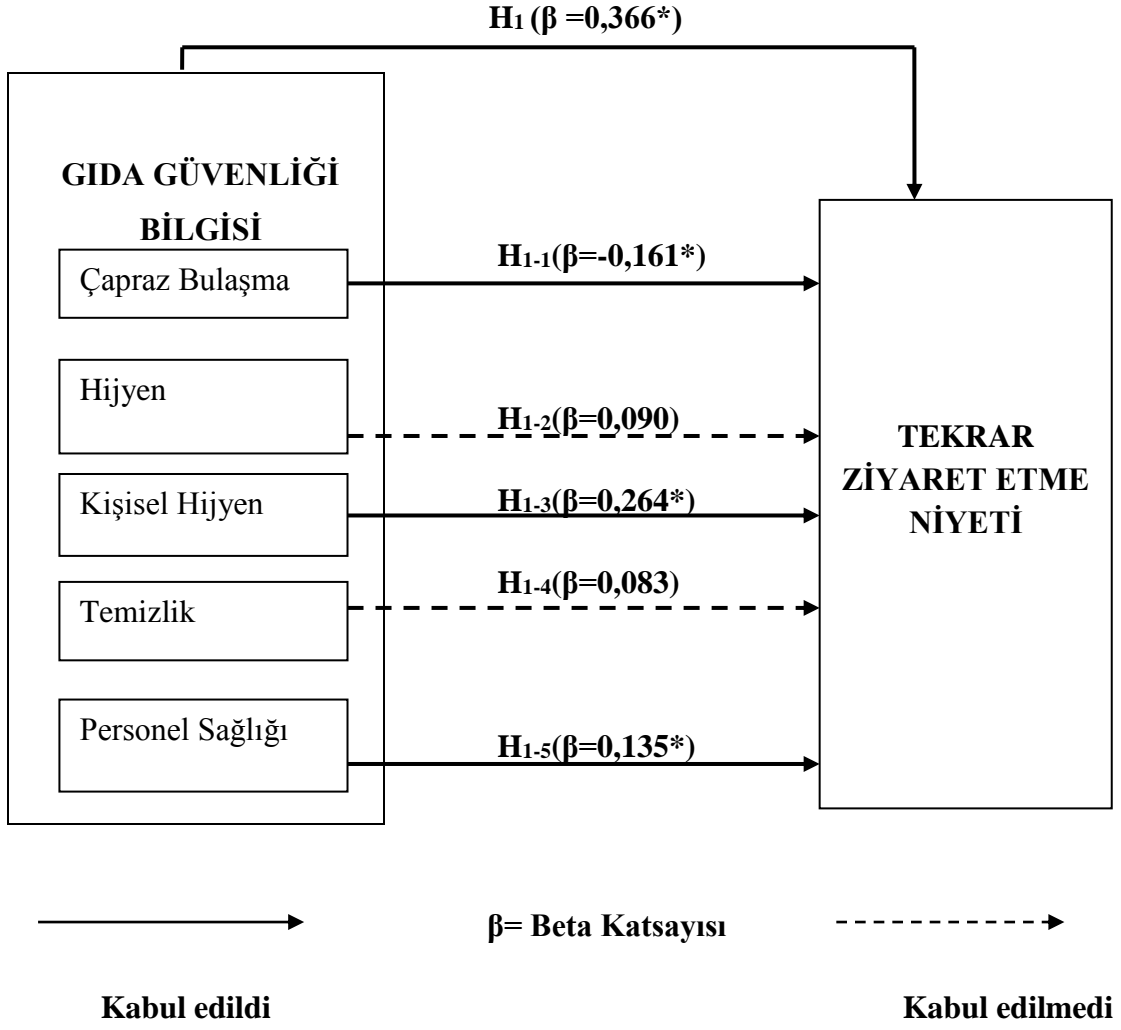 H1 (β =0,366*)
GIDA GÜVENLİĞİ
BİLGİSİ
Çapraz Bulaşma
H1-1(β=-0,161*)
Hijyen
H1-2(β=0,090)
Kişisel Hijyen
H1-3(β=0,264*)
Temizlik
H1-4(β=0,083)
Personel Sağlığı
H1-5(β=0,135*)
TEKRAR
ZİYARET ETME
NİYETİ
β= Beta Katsayısı
Kabul edildi
Kabul edilmedi